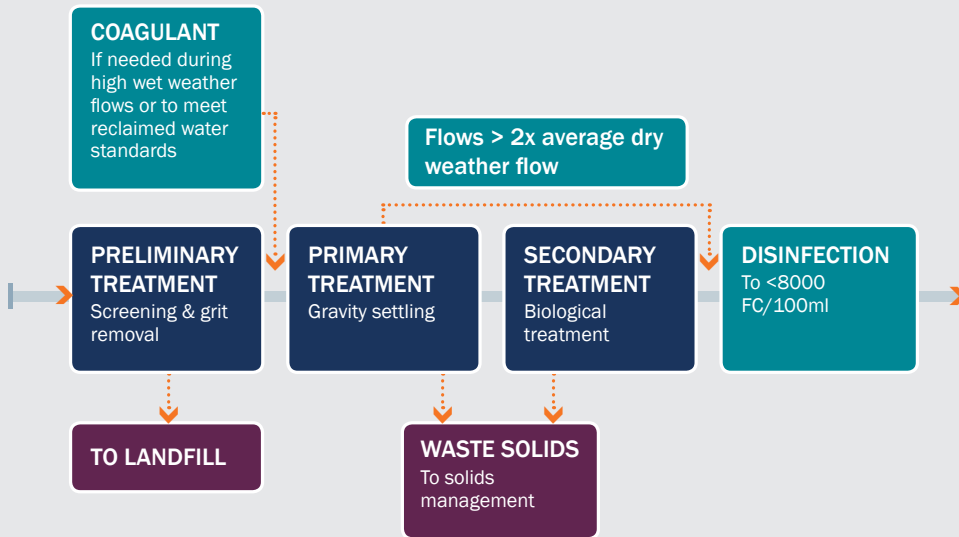 COAGULANT
If needed during
high wet weather
flows or to meet
reclaimed water
standards
Flows > 2x average dry
weather flow
PRELIMINARY
TREATMENT
Screening & grit
removal
PRIMARY
TREATMENT
Gravity settling
SECONDARY
TREATMENT
Biological
treatment
DISINFECTION
To <8000
FC/100ml
TO LANDFILL
WASTE SOLIDS
To solids
management